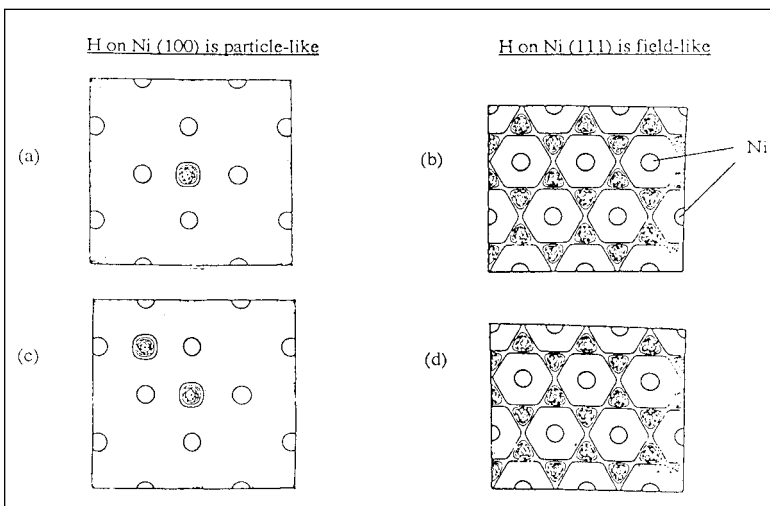 H on Ni (100) is particle-like
H on Ni (111) is field-like
(a)
(b)
Ni
(c)
(d)